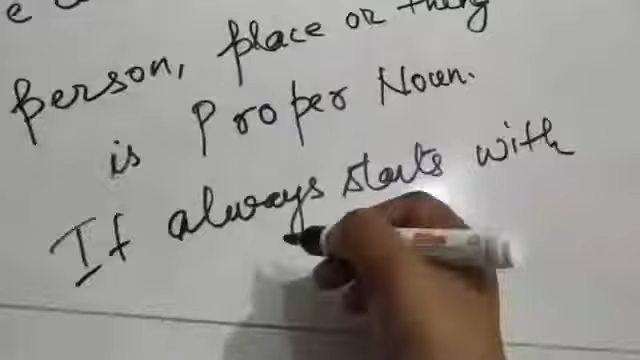 person, place or thing
is Proper Noun.
It always starts with